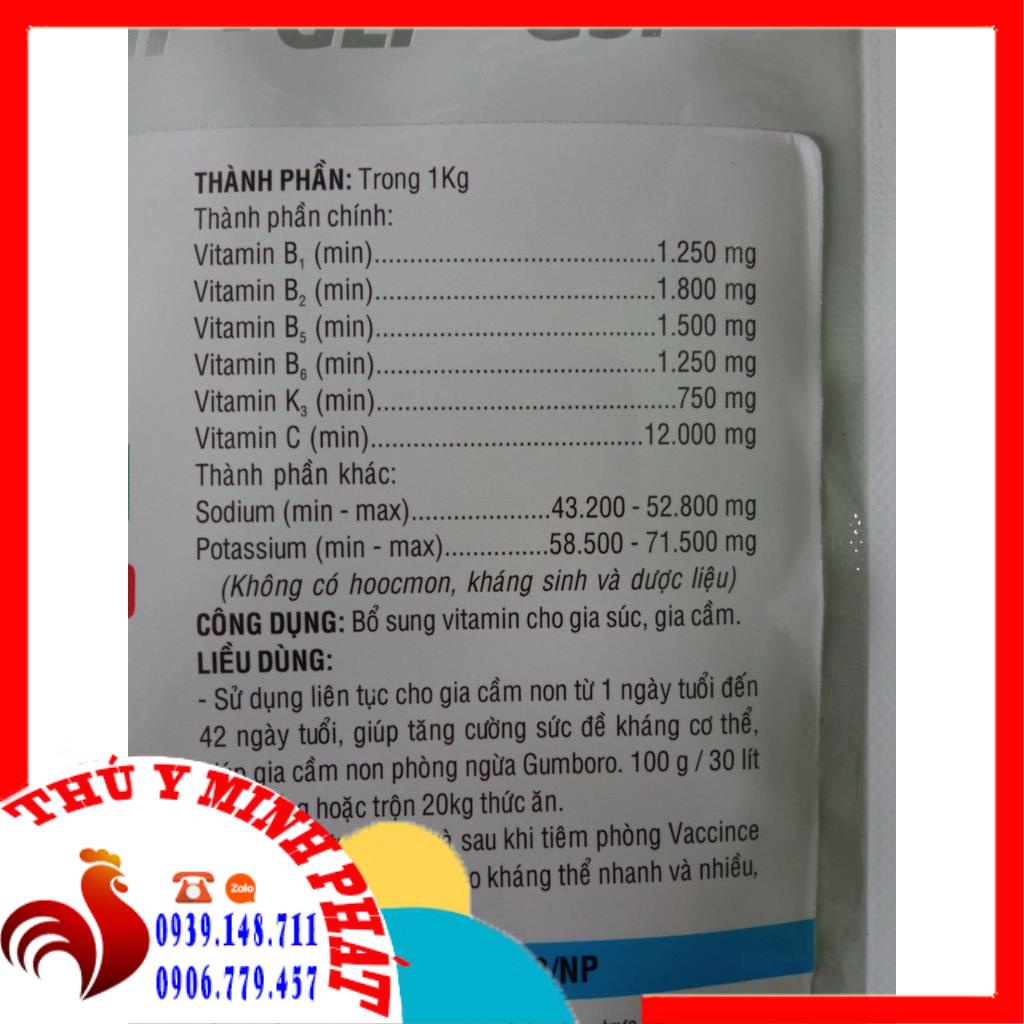 THÀNH PHẦN: Trong 1Kg
Thành phần chính:
Vitamin B₁ (min)........................................1.250 mg
Vitamin B₂ (min)........................................1.800 mg
Vitamin B₅ (min)........................................1.500 mg
Vitamin B₆ (min)........................................1.250 mg
Vitamin K₃ (min)...........................................750 mg
Vitamin C (min).......................................12.000 mg
Thành phần khác:
Sodium (min - max)....................43.200 - 52.800 mg
Potassium (min - max)...............58.500 - 71.500 mg
(Không có hoocmon, kháng sinh và dược liệu)
CÔNG DỤNG: Bổ sung vitamin cho gia súc, gia cầm.
LIỀU DÙNG:
- Sử dụng liên tục cho gia cầm non từ 1 ngày tuổi đến
42 ngày tuổi, giúp tăng cường sức đề kháng cơ thể,
gia cầm non phòng ngừa Gumboro. 100 g / 30 lít
hoặc trộn 20kg thức ăn.
sau khi tiêm phòng Vaccince
kháng thể nhanh và nhiều,
/NP
THÚ Y MINH PHÁT
Zalo
0939.148.711
0906.779.457